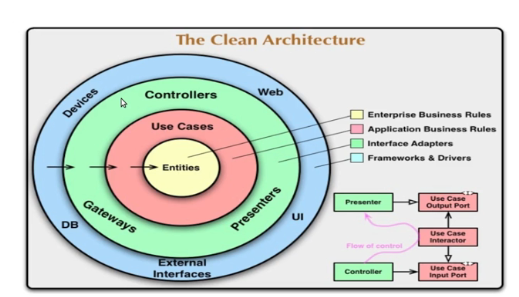 The Clean Architecture
Devices
Controllers
Web
Use Cases
Entities
Gateways
Presenters
DB
UI
External
Interfaces
Enterprise Business Rules
Application Business Rules
Interface Adapters
Frameworks & Drivers
Presenter
Use Case
Output Port
Flow of control
Use Case
Interactor
Controller
Use Case
Input Port